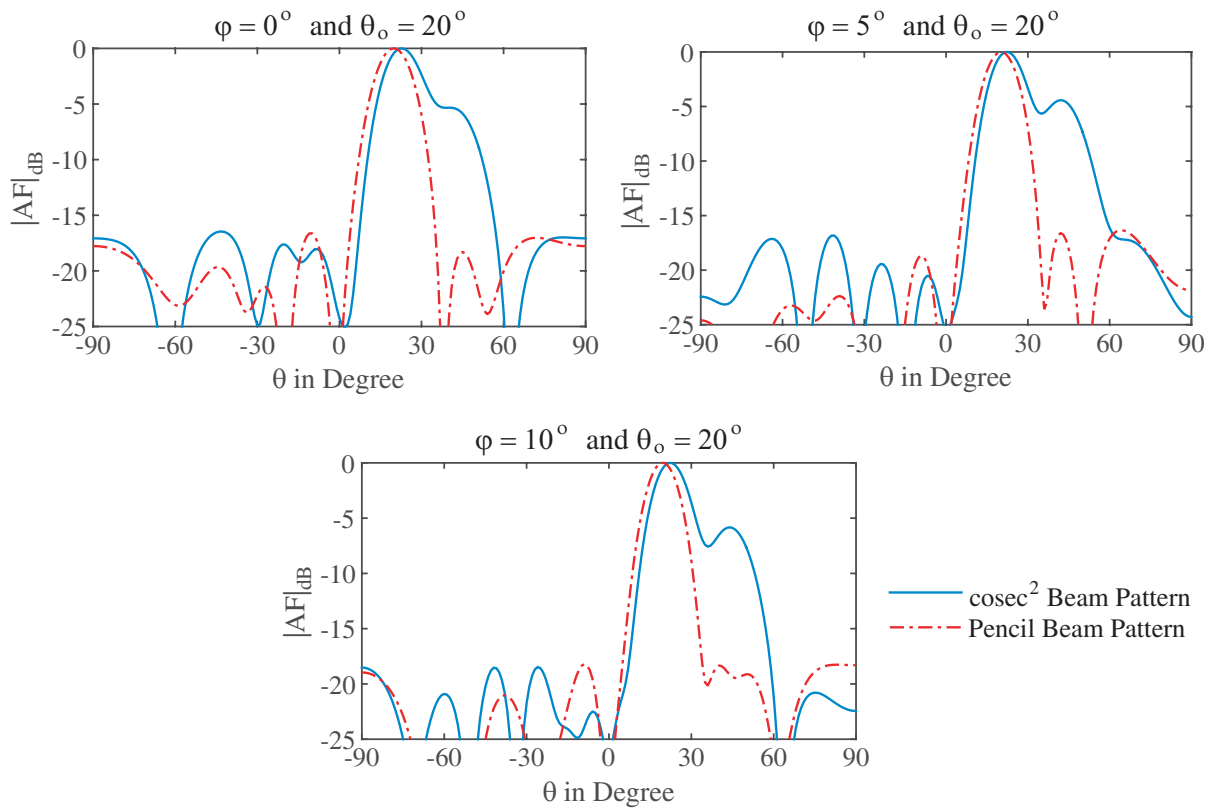 φ = 0° and θₒ = 20°
0
-5
-10
-15
-20
-25
|AF|dB
-90 -60 -30 0 30 60 90
θ in Degree
φ = 5° and θₒ = 20°
0
-5
-10
-15
-20
-25
|AF|dB
-90 -60 -30 0 30 60 90
θ in Degree
φ = 10° and θₒ = 20°
0
-5
-10
-15
-20
-25
|AF|dB
-90 -60 -30 0 30 60 90
θ in Degree
cosec² Beam Pattern
Pencil Beam Pattern